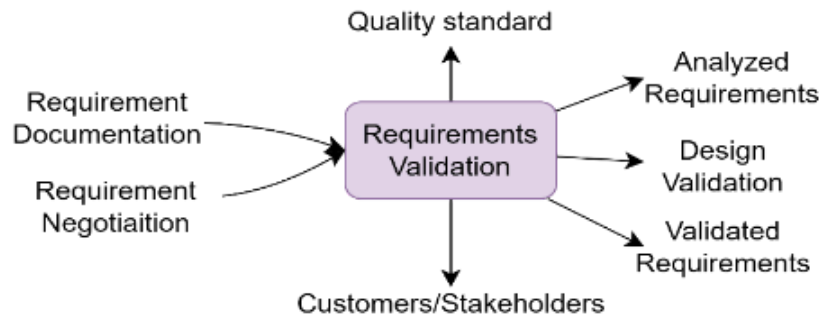 Quality standard
Requirement
Documentation
Requirement
Negotiaition
Requirements
Validation
Analyzed
Requirements
Design
Validation
Validated
Requirements
Customers/Stakeholders